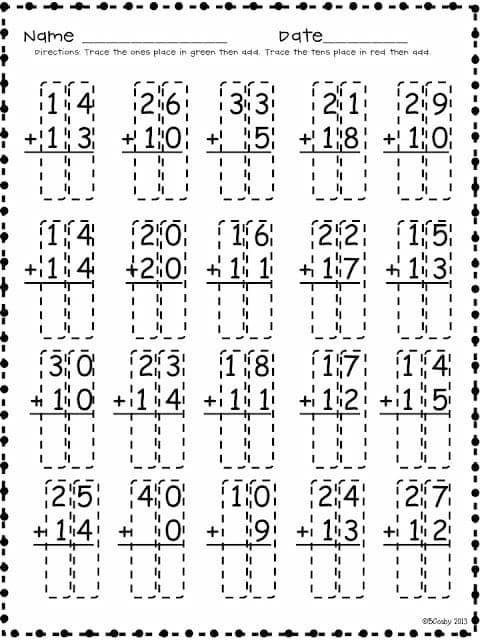 Name ____________ Date_________
Directions: Trace the ones place in green then add. Trace the tens place in red then add.
14 26 33 21 29
+13 +10 + 5 +18 +10
14 20 16 22 15
+14 +20 +11 +17 +13
30 23 18 17 14
+10 +14 +11 +12 +15
25 40 10 24 27
+14 + 0 + 9 +13 +12
©BCosby 2013